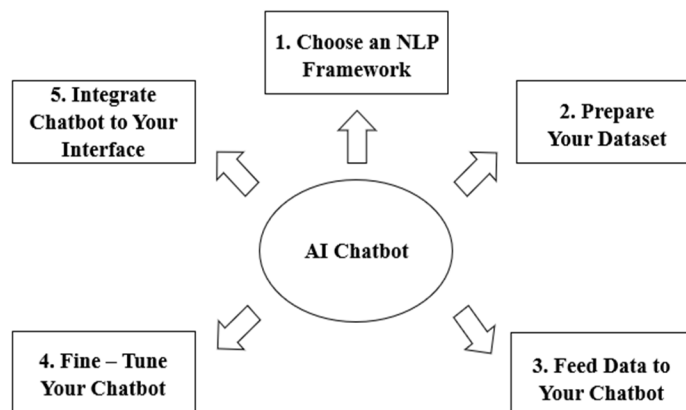 1. Choose an NLP
Framework
2. Prepare
Your Dataset
3. Feed Data to
Your Chatbot
4. Fine – Tune
Your Chatbot
5. Integrate
Chatbot to Your
Interface
AI Chatbot